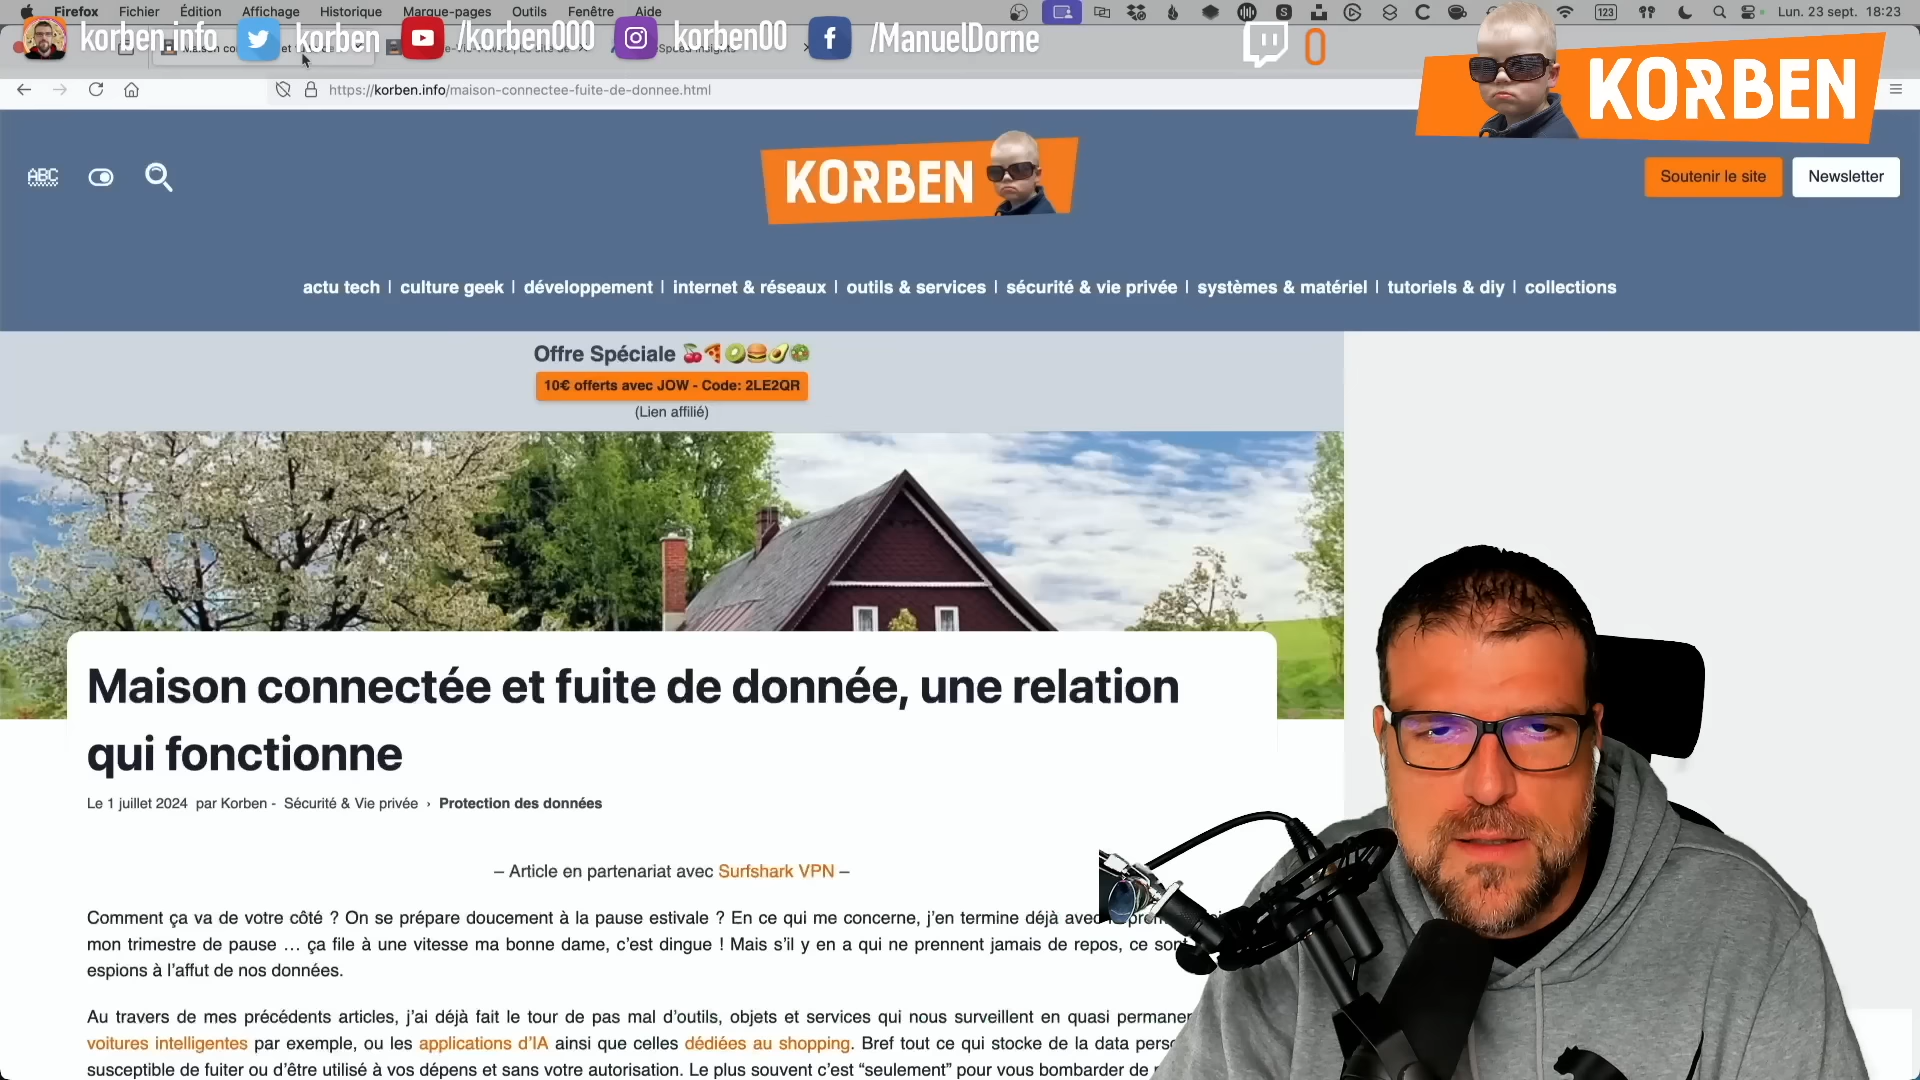 Firefox Fichier Édition Affichage Historique Marque-pages Outils Fenêtre Aide
123
Lun. 23 sept. 18:23
korben.info korben /korben000 korben00 /ManuelDorne 0
KORBEN
https://korben.info/maison-connectee-fuite-de-donnee.html
ABC
KORBEN
Soutenir le site
Newsletter
actu tech | culture geek | développement | internet & réseaux | outils & services | sécurité & vie privée | systèmes & matériel | tutoriels & diy | collections
Offre Spéciale
10€ offerts avec JOW - Code: 2LE2QR
(Lien affilié)
Maison connectée et fuite de donnée, une relation
qui fonctionne
Le 1 juillet 2024 par Korben - Sécurité & Vie privée › Protection des données
– Article en partenariat avec Surfshark VPN –
Comment ça va de votre côté ? On se prépare doucement à la pause estivale ? En ce qui me concerne, j’en termine déjà avec
mon trimestre de pause … ça file à une vitesse ma bonne dame, c’est dingue ! Mais s’il y en a qui ne prennent jamais de repos, ce sont
espions à l’affut de nos données.
Au travers de mes précédents articles, j’ai déjà fait le tour de pas mal d’outils, objets et services qui nous surveillent en quasi
voitures intelligentes par exemple, ou les applications d’IA ainsi que celles dédiées au shopping. Bref tout ce qui stocke de la data
susceptible de fuiter ou d’être utilisé à vos dépens et sans votre autorisation. Le plus souvent c’est “seulement” pour vous bombarder de